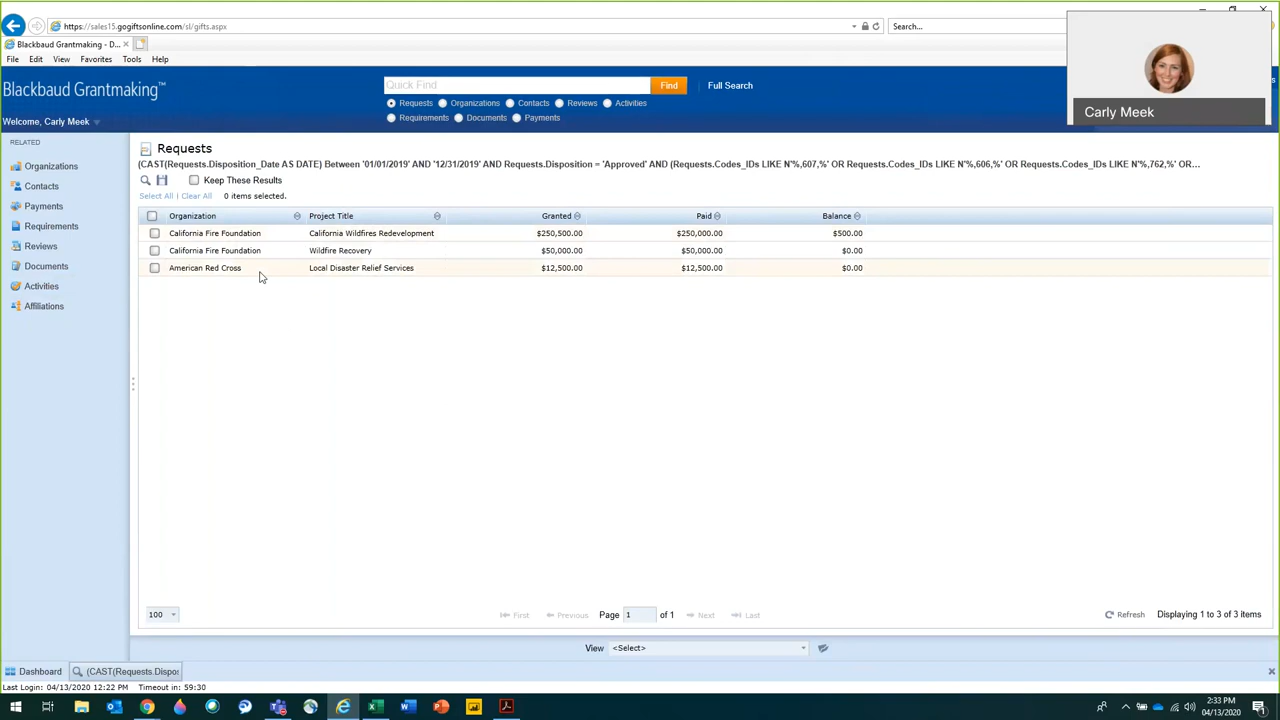 https://sales15.gogiftsonline.com/sl/gifts.aspx
Search...
Blackbaud Grantmaking - D...
File Edit View Favorites Tools Help
Blackbaud Grantmaking™
Quick Find
Find
Full Search
Requests Organizations Contacts Reviews Activities
Requirements Documents Payments
Welcome, Carly Meek
Carly Meek
RELATED
Organizations
Contacts
Payments
Requirements
Reviews
Documents
Activities
Affiliations
Requests
(CAST(Requests.Disposition_Date AS DATE) Between '01/01/2019' AND '12/31/2019' AND Requests.Disposition = 'Approved' AND (Requests.Codes_IDs LIKE N'%,607,%' OR Requests.Codes_IDs LIKE N'%,606,%' OR Requests.Codes_IDs LIKE N'%,762,%' OR...
Keep These Results
Select All | Clear All 0 items selected.
Organization Project Title Granted Paid Balance
California Fire Foundation California Wildfires Redevelopment $250,500.00 $250,000.00 $500.00
California Fire Foundation Wildfire Recovery $50,000.00 $50,000.00 $0.00
American Red Cross Local Disaster Relief Services $12,500.00 $12,500.00 $0.00
100 First Previous Page 1 of 1 Next Last Refresh Displaying 1 to 3 of 3 items
View <Select>
Dashboard (CAST(Requests.Dispos
Last Login: 04/13/2020 12:22 PM Timeout in: 59:30
2:33 PM
04/13/2020